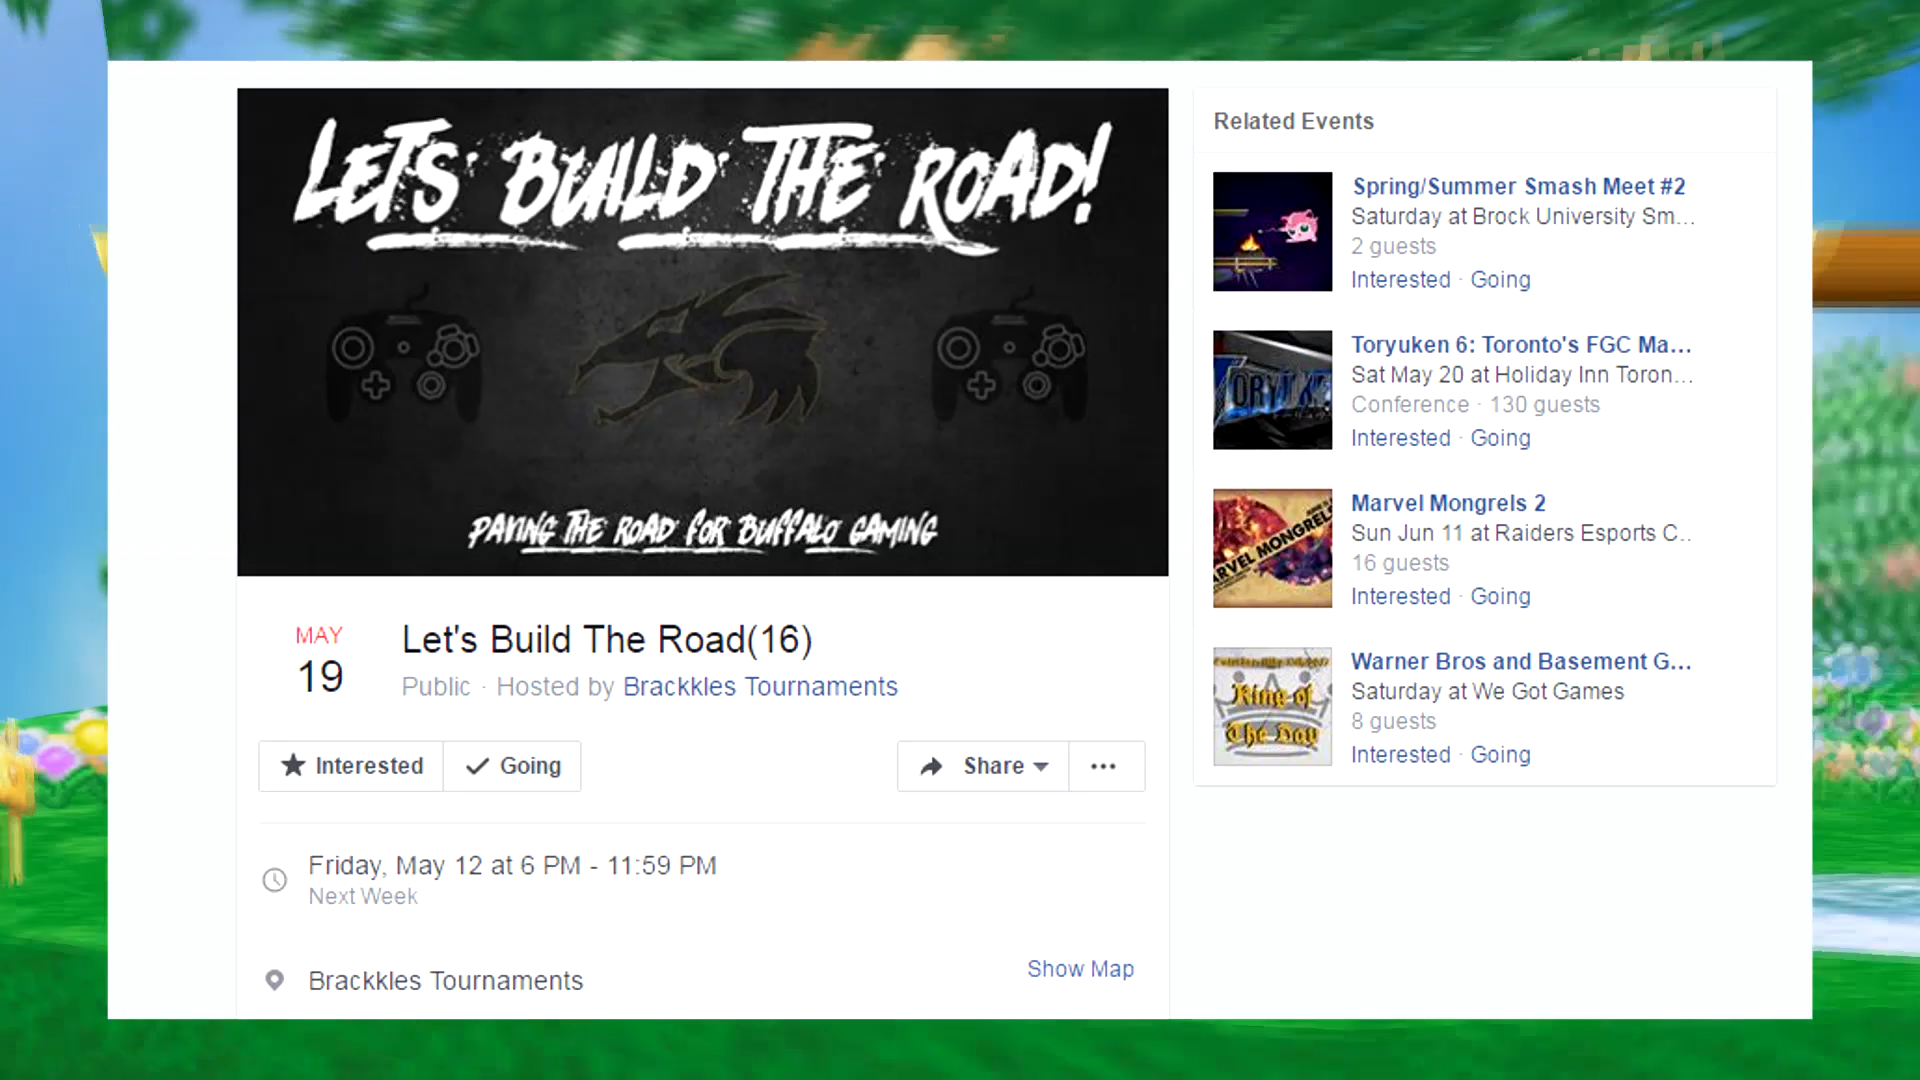 LET'S BUILD THE ROAD!
PAVING THE ROAD FOR BUFFALO GAMING
MAY
19
Let's Build The Road(16)
Public · Hosted by Brackkles Tournaments
Interested
Going
Share
Friday, May 12 at 6 PM - 11:59 PM
Next Week
Brackkles Tournaments
Show Map
Related Events
Spring/Summer Smash Meet #2
Saturday at Brock University Sm...
2 guests
Interested · Going
Toryuken 6: Toronto's FGC Ma...
Sat May 20 at Holiday Inn Toron...
Conference · 130 guests
Interested · Going
MARVEL MONGRELS
Marvel Mongrels 2
Sun Jun 11 at Raiders Esports C..
16 guests
Interested · Going
King of
The Day
Warner Bros and Basement G...
Saturday at We Got Games
8 guests
Interested · Going